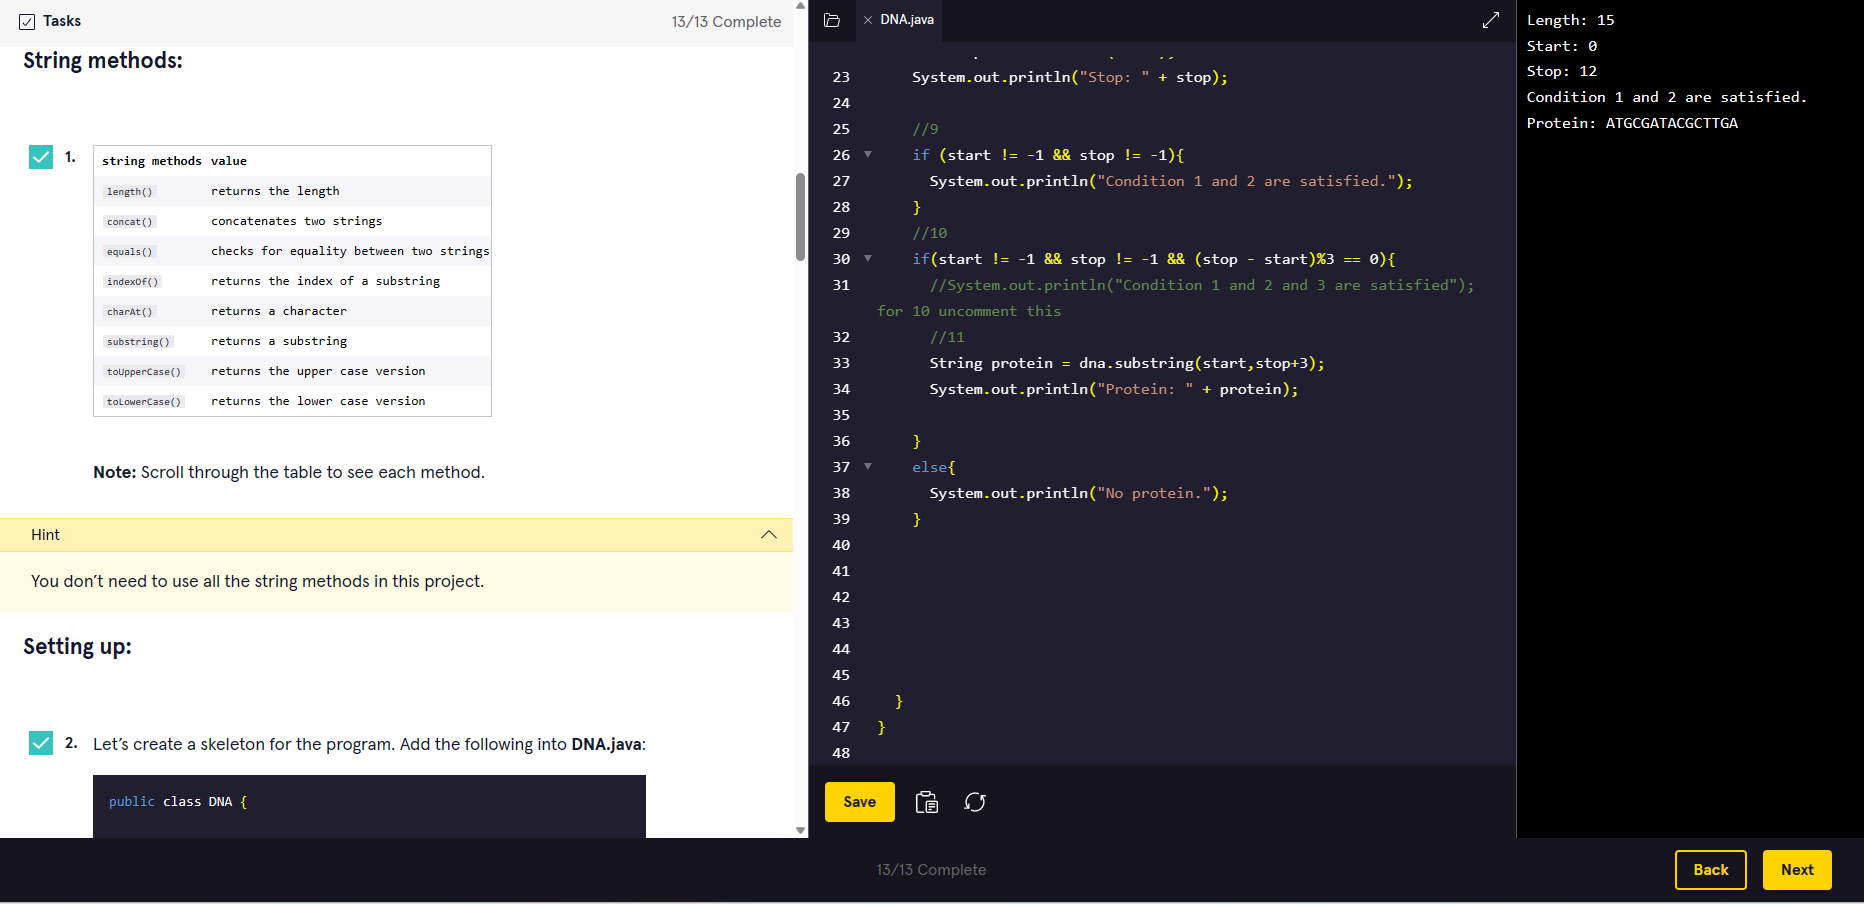 Tasks
13/13 Complete
String methods:
1.
string methods value
length() returns the length
concat() concatenates two strings
equals() checks for equality between two strings
indexOf() returns the index of a substring
charAt() returns a character
substring() returns a substring
toUpperCase() returns the upper case version
toLowerCase() returns the lower case version
Note: Scroll through the table to see each method.
Hint
You don’t need to use all the string methods in this project.
Setting up:
2. Let’s create a skeleton for the program. Add the following into DNA.java:
public class DNA {
DNA.java
23 System.out.println("Stop: " + stop);
24
25 //9
26 if (start != -1 && stop != -1){
27 System.out.println("Condition 1 and 2 are satisfied.");
28 }
29 //10
30 if(start != -1 && stop != -1 && (stop - start)%3 == 0){
31 //System.out.println("Condition 1 and 2 and 3 are satisfied");
for 10 uncomment this
32 //11
33 String protein = dna.substring(start,stop+3);
34 System.out.println("Protein: " + protein);
35
36 }
37 else{
38 System.out.println("No protein.");
39 }
40
41
42
43
44
45
46 }
47 }
48
Save
Length: 15
Start: 0
Stop: 12
Condition 1 and 2 are satisfied.
Protein: ATGCGATACGCTTGA
13/13 Complete
Back
Next